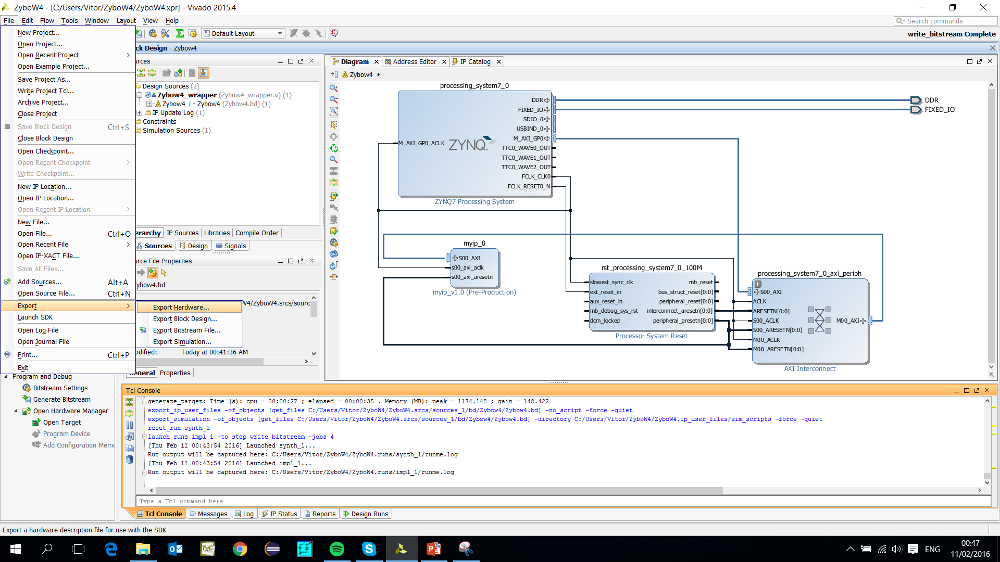 ZyboW4 - [C:/Users/Vitor/ZyboW4/ZyboW4.xpr] - Vivado 2015.4
File Edit Flow Tools Window Layout View Help
Search commands
Default Layout
write_bitstream Complete
New Project...
Open Project...
Open Recent Project
Open Example Project...
Save Project As...
Write Project Tcl...
Archive Project...
Close Project
Save Block Design Ctrl+S
Close Block Design
Open Checkpoint...
Open Recent Checkpoint
Write Checkpoint...
New IP Location...
Open IP Location...
Open Recent IP Location
New File...
Open File... Ctrl+O
Open Recent File
Open IP-XACT File...
Save All Files...
Add Sources... Alt+A
Open Source File... Ctrl+N
Export
Launch SDK
Open Log File
Open Journal File
Print... Ctrl+P
Exit
Export Hardware...
Export Block Design...
Export Bitstream File...
Export Simulation...
Program and Debug
Bitstream Settings
Generate Bitstream
Open Hardware Manager
Open Target
Program Device
Add Configuration Memo
ck Design - Zybow4
urces
Design Sources (2)
Zybow4_wrapper (Zybow4_wrapper.v) (1)
Zybow4_i - Zybow4 (Zybow4.bd) (1)
IP Update Log (1)
Constraints
Simulation Sources (1)
erarchy IP Sources Libraries Compile Order
Sources Design Signals
urce File Properties
ybow4.bd
W4/ZyboW4.srcs/sourc
odified: Today at 00:41:36 AM
General Properties
Diagram Address Editor IP Catalog
Zybow4
processing_system7_0
DDR
FIXED_IO
SDIO_0
USBIND_0
M_AXI_GP0
M_AXI_GP0_ACLK
ZYNQ
TTC0_WAVE0_OUT
TTC0_WAVE1_OUT
TTC0_WAVE2_OUT
FCLK_CLK0
FCLK_RESET0_N
ZYNQ7 Processing System
DDR
FIXED_IO
myip_0
S00_AXI
s00_axi_aclk
s00_axi_aresetn
myip_v1.0 (Pre-Production)
rst_processing_system7_0_100M
slowest_sync_clk mb_reset
ext_reset_in bus_struct_reset[0:0]
aux_reset_in peripheral_reset[0:0]
mb_debug_sys_rst interconnect_aresetn[0:0]
dcm_locked peripheral_aresetn[0:0]
Processor System Reset
processing_system7_0_axi_periph
S00_AXI
ACLK
ARESETN[0:0]
S00_ACLK M00_AXI
S00_ARESETN[0:0]
M00_ACLK
M00_ARESETN[0:0]
AXI Interconnect
Tcl Console
generate_target: Time (s): cpu = 00:00:27 ; elapsed = 00:00:35 . Memory (MB): peak = 1174.148 ; gain = 148.422
export_ip_user_files -of_objects [get_files C:/Users/Vitor/ZyboW4/ZyboW4.srcs/sources_1/bd/Zybow4/Zybow4.bd] -no_script -force -quiet
export_simulation -of_objects [get_files C:/Users/Vitor/ZyboW4/ZyboW4.srcs/sources_1/bd/Zybow4/Zybow4.bd] -directory C:/Users/Vitor/ZyboW4/ZyboW4.ip_user_files/sim_scripts -force -quiet
reset_run synth_1
launch_runs impl_1 -to_step write_bitstream -jobs 4
[Thu Feb 11 00:43:54 2016] Launched synth_1...
Run output will be captured here: C:/Users/Vitor/ZyboW4/ZyboW4.runs/synth_1/runme.log
[Thu Feb 11 00:43:54 2016] Launched impl_1...
Run output will be captured here: C:/Users/Vitor/ZyboW4/ZyboW4.runs/impl_1/runme.log
Type a Tcl command here
Tcl Console Messages Log IP Status Reports Design Runs
Export a hardware description file for use with the SDK
ENG
00:47
11/02/2016